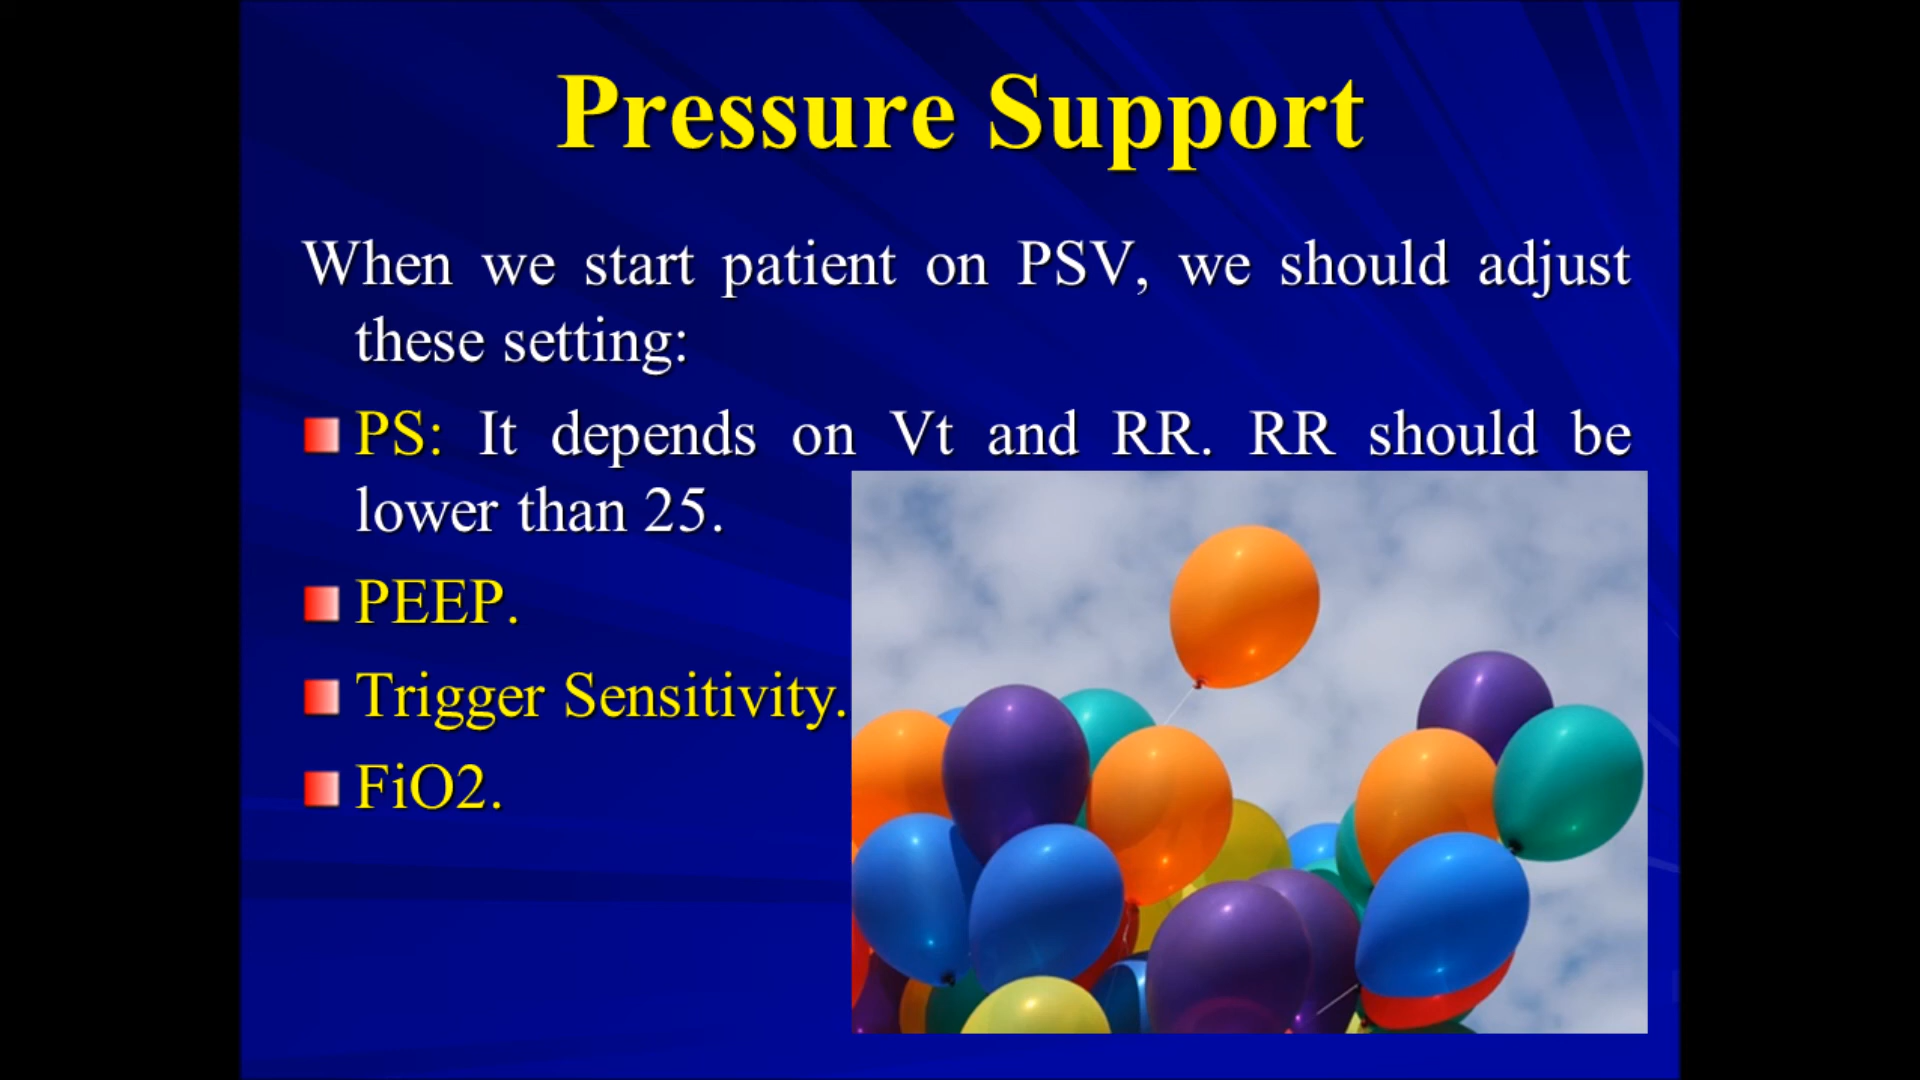 Pressure Support
When we start patient on PSV, we should adjust
these setting:
PS: It depends on Vt and RR. RR should be
lower than 25.
PEEP.
Trigger Sensitivity.
FiO2.